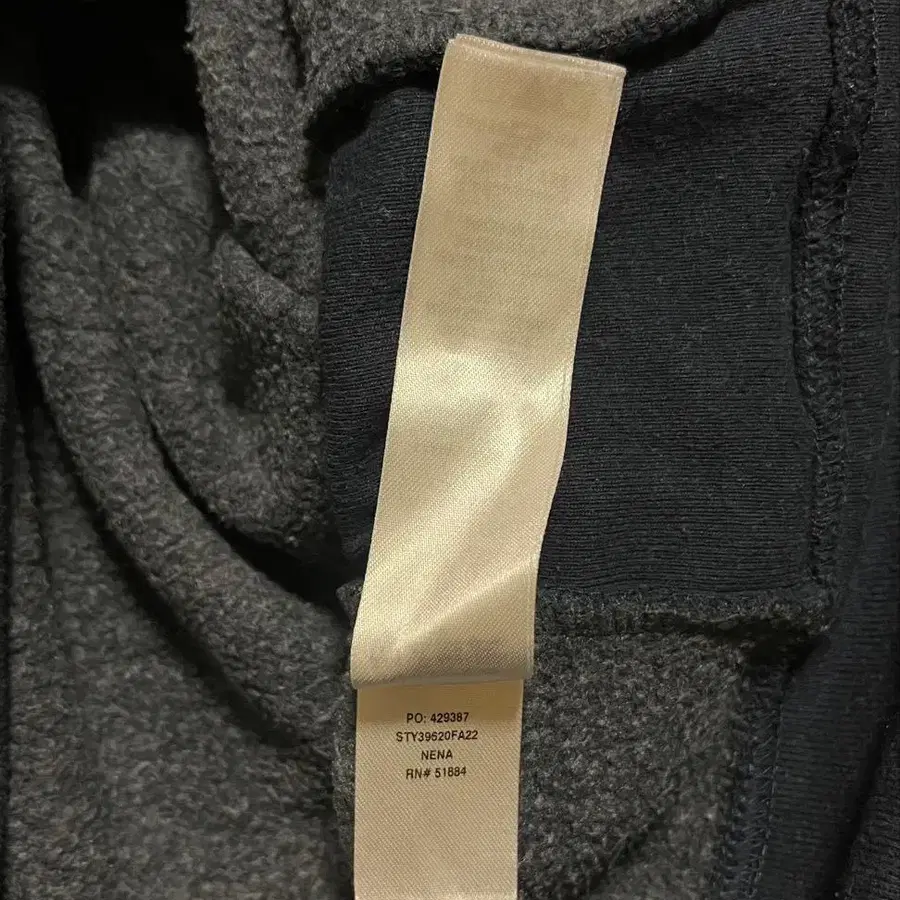 PO: 429387
STY39620FA22
NENA
RN# 51884